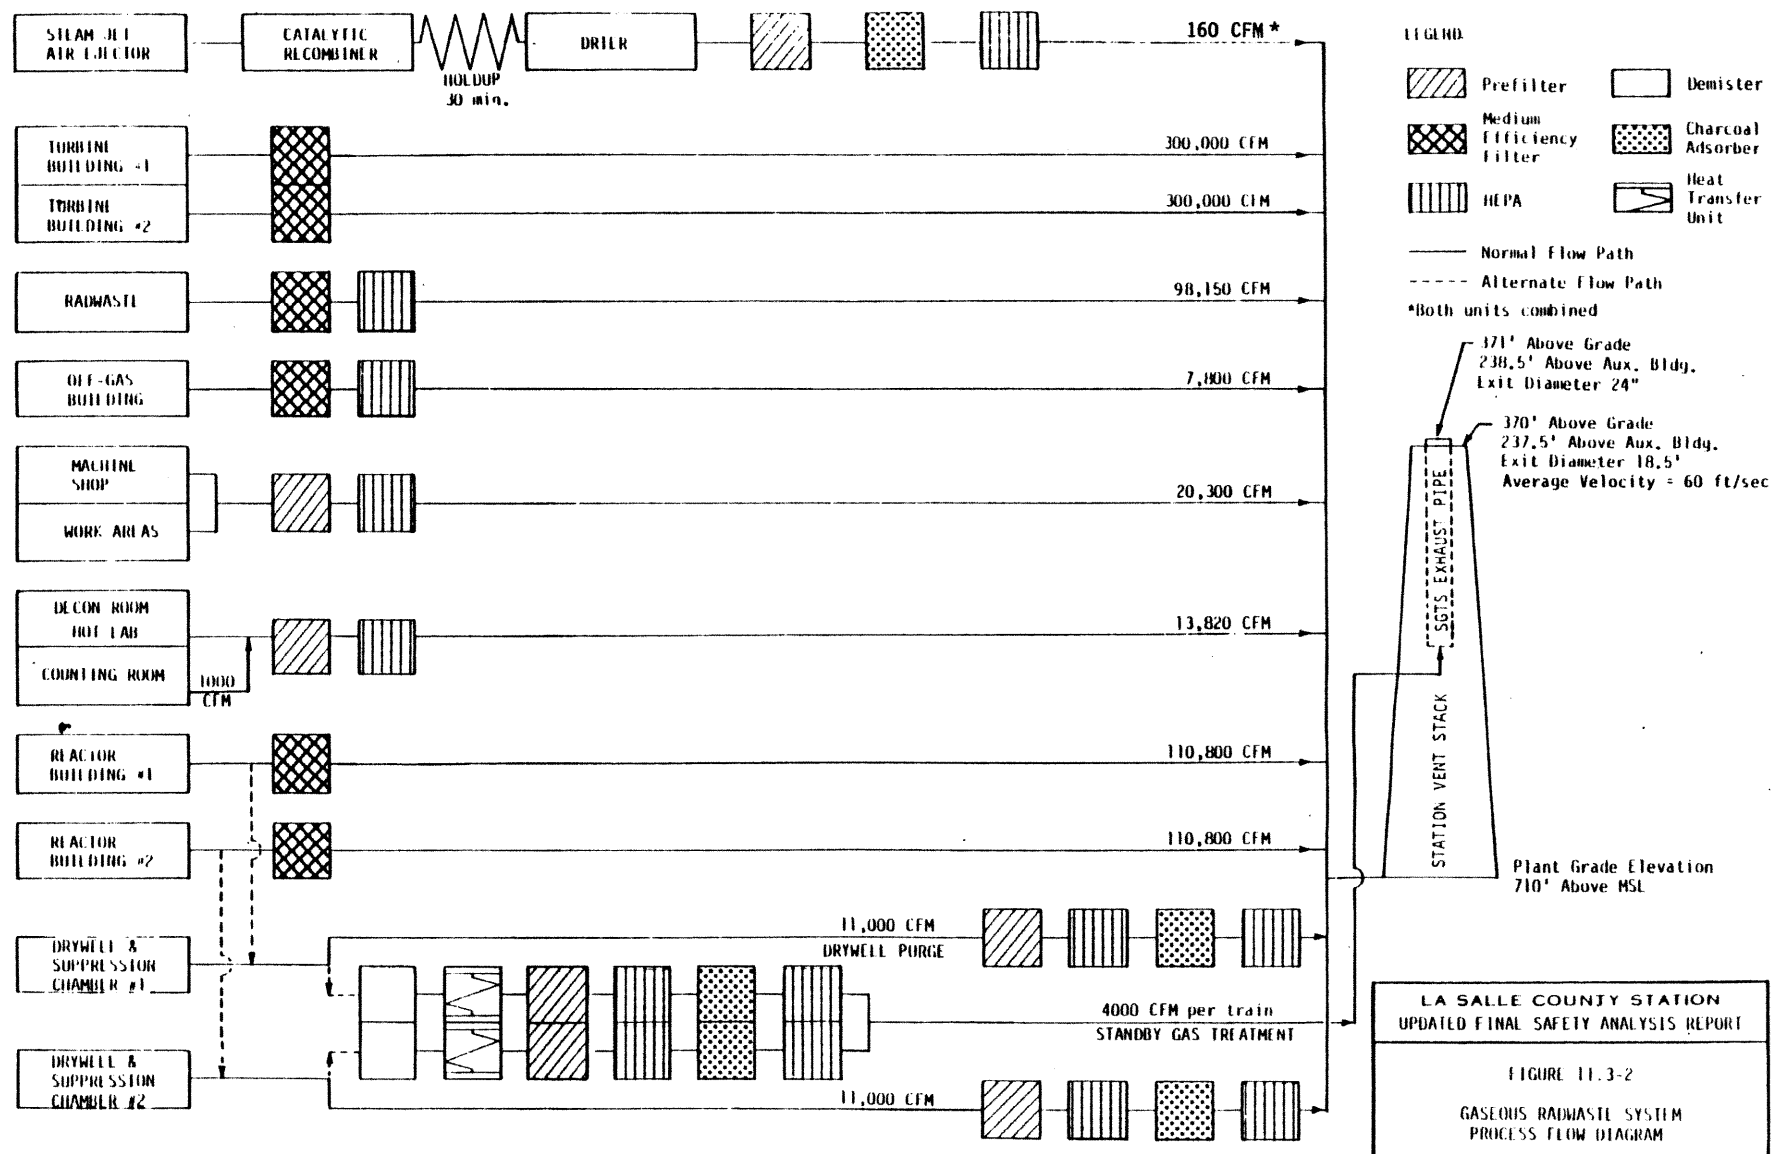 STEAM JET
AIR EJECTOR
CATALYTIC
RECOMBINER
HOLDUP
30 min.
DRIER
160 CFM *
TURBINE
BUILDING #1
300,000 CFM
TURBINE
BUILDING #2
300,000 CFM
RADWASTE
98,150 CFM
OFF-GAS
BUILDING
7,800 CFM
MACHINE
SHOP
WORK AREAS
20,300 CFM
DECON ROOM
HOT LAB
COUNTING ROOM
1000
CFM
13,820 CFM
REACTOR
BUILDING #1
110,800 CFM
REACTOR
BUILDING #2
110,800 CFM
DRYWELL &
SUPPRESSION
CHAMBER #1
11,000 CFM
DRYWELL PURGE
4000 CFM per train
STANDBY GAS TREATMENT
DRYWELL &
SUPPRESSION
CHAMBER #2
11,000 CFM
LEGEND
Prefilter
Demister
Medium
Efficiency
Filter
Charcoal
Adsorber
HEPA
Heat
Transfer
Unit
Normal Flow Path
Alternate Flow Path
*Both units combined
371' Above Grade
238.5' Above Aux. Bldg.
Exit Diameter 24"
370' Above Grade
237.5' Above Aux. Bldg.
Exit Diameter 18.5'
Average Velocity = 60 ft/sec
SGTS EXHAUST PIPE
STATION VENT STACK
Plant Grade Elevation
710' Above MSL
LA SALLE COUNTY STATION
UPDATED FINAL SAFETY ANALYSIS REPORT
FIGURE 11.3-2
GASEOUS RADWASTE SYSTEM
PROCESS FLOW DIAGRAM